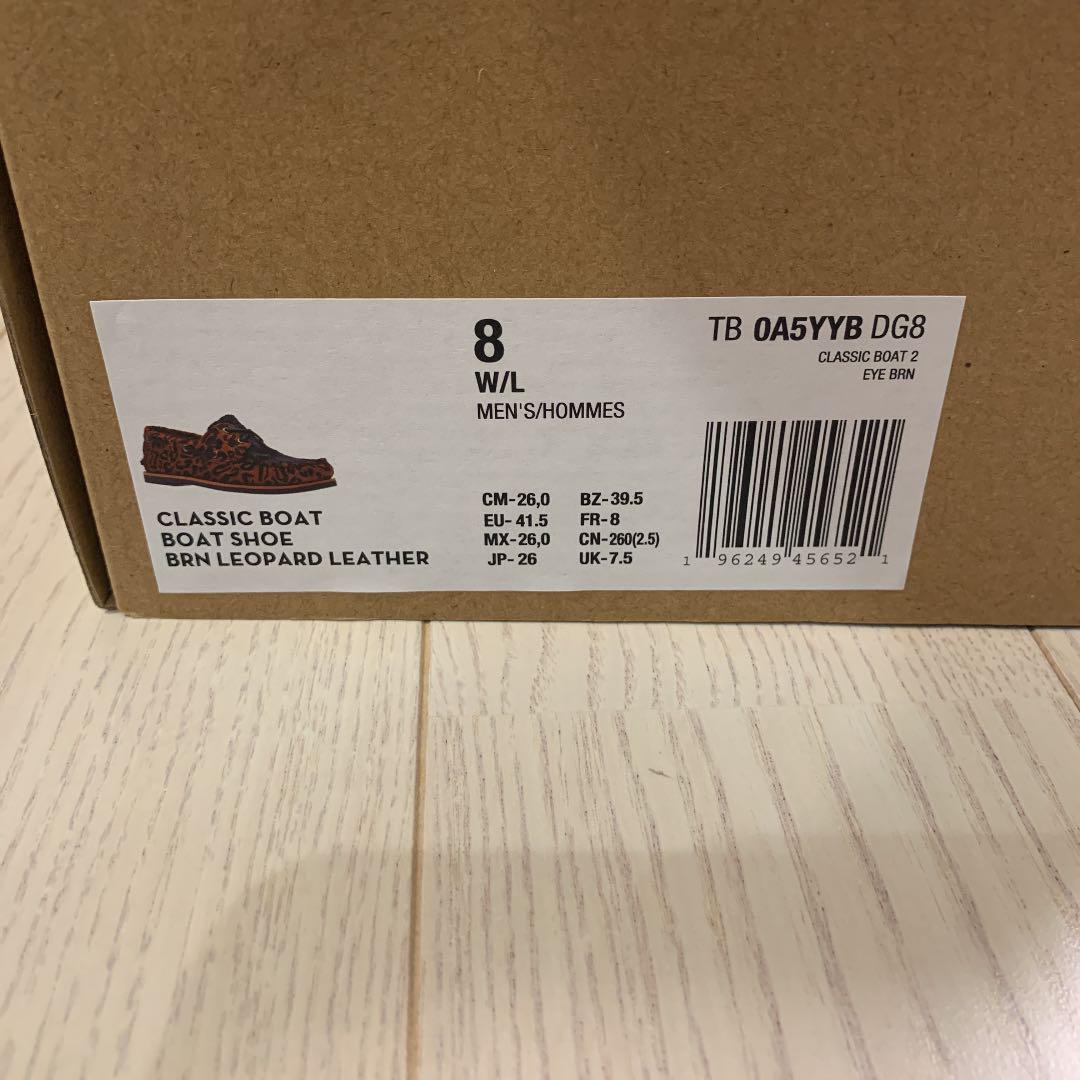 8
W/L
MEN'S/HOMMES
TB 0A5YYB DG8
CLASSIC BOAT 2
EYE BRN
CLASSIC BOAT
BOAT SHOE
BRN LEOPARD LEATHER
CM-26,0 BZ-39.5
EU-41.5 FR-8
MX-26,0 CN-260(2.5)
JP-26 UK-7.5
1 96249 45652 1